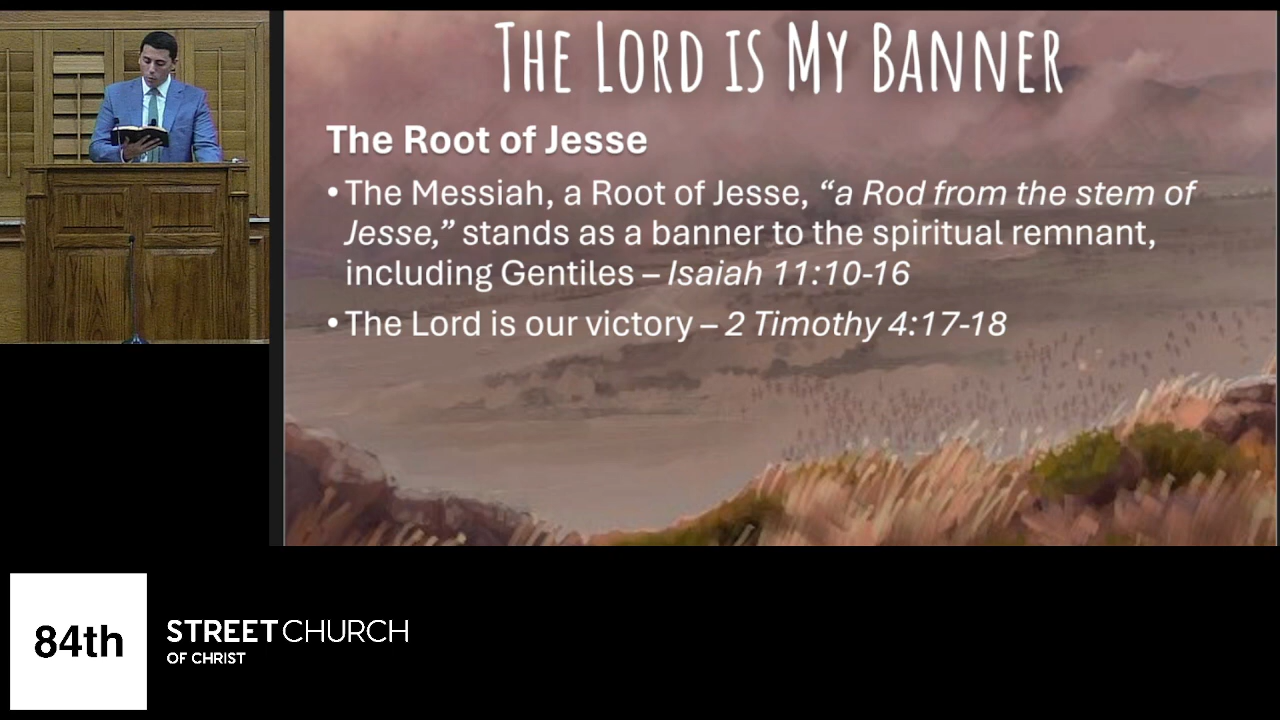 THE LORD IS MY BANNER
The Root of Jesse
• The Messiah, a Root of Jesse, “a Rod from the stem of
Jesse,” stands as a banner to the spiritual remnant,
including Gentiles – Isaiah 11:10-16
• The Lord is our victory – 2 Timothy 4:17-18
84th
STREET CHURCH
OF CHRIST